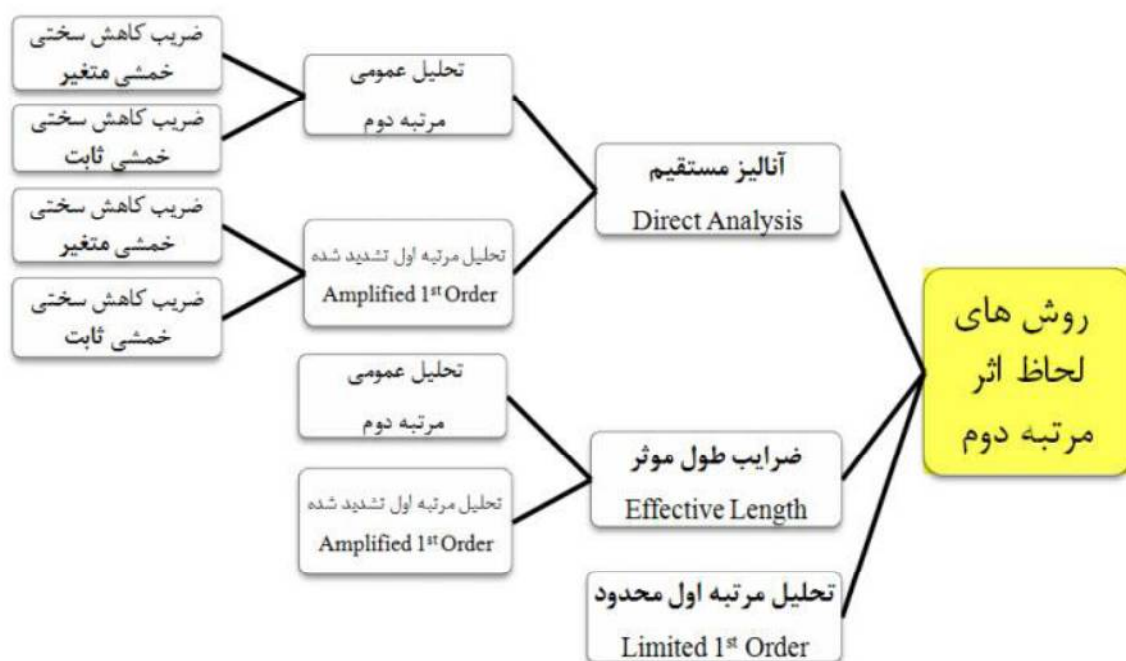 روش های
لحاظ اثر
مرتبه دوم
آنالیز مستقیم
Direct Analysis
تحلیل عمومی
مرتبه دوم
ضریب کاهش سختی
خمشی متغیر
ضریب کاهش سختی
خمشی ثابت
تحلیل مرتبه اول تشدید شده
Amplified 1st Order
ضریب کاهش سختی
خمشی متغیر
ضریب کاهش سختی
خمشی ثابت
ضرایب طول موثر
Effective Length
تحلیل عمومی
مرتبه دوم
تحلیل مرتبه اول تشدید شده
Amplified 1st Order
تحلیل مرتبه اول محدود
Limited 1st Order